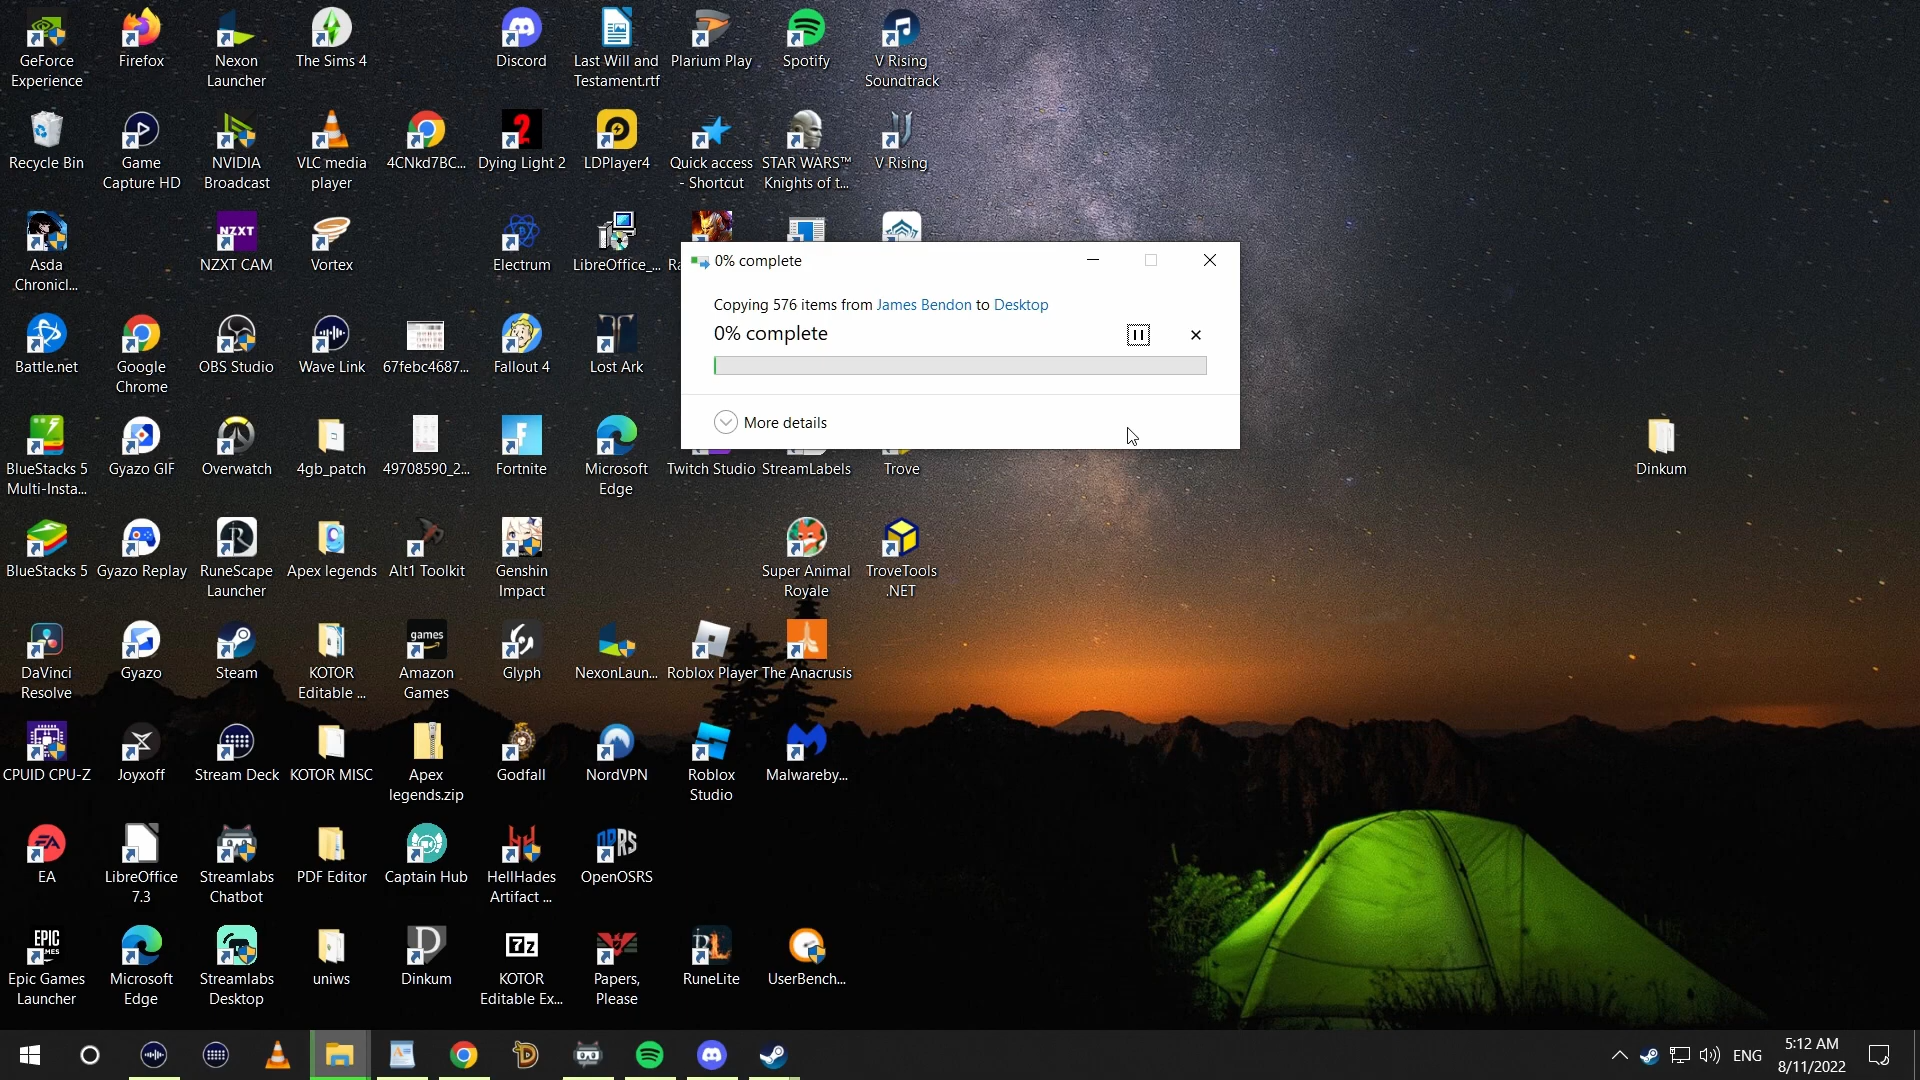 GeForce
Experience
Firefox
Nexon
Launcher
The Sims 4
Discord
Last Will and
Testament.rtf
Plarium Play
Spotify
V Rising
Soundtrack
Recycle Bin
Game
Capture HD
NVIDIA
Broadcast
VLC media
player
4CNkd7BC...
Dying Light 2
LDPlayer4
Quick access
- Shortcut
STAR WARS™
Knights of t...
V Rising
Asda
Chronicl...
NZXT
NZXT CAM
Vortex
Electrum
LibreOffice_...
0% complete
Copying 576 items from James Bendon to Desktop
0% complete
More details
Battle.net
Google
Chrome
OBS Studio
Wave Link
67febc4687...
Fallout 4
Lost Ark
BlueStacks 5
Multi-Insta...
Gyazo GIF
Overwatch
4gb_patch
49708590_2...
Fortnite
Microsoft
Edge
Twitch Studio
StreamLabels
Trove
Dinkum
BlueStacks 5
Gyazo Replay
RuneScape
Launcher
Apex legends
Alt1 Toolkit
Genshin
Impact
Super Animal
Royale
TroveTools
.NET
DaVinci
Resolve
Gyazo
Steam
KOTOR
Editable ...
games
Amazon
Games
Glyph
NexonLaun...
Roblox Player
The Anacrusis
CPUID CPU-Z
Joyxoff
Stream Deck
KOTOR MISC
Apex
legends.zip
Godfall
NordVPN
Roblox
Studio
Malwareby...
EA
EA
LibreOffice
7.3
Streamlabs
Chatbot
PDF Editor
Captain Hub
HellHades
Artifact ...
OPRS
OpenOSRS
EPIC
Epic Games
Launcher
Microsoft
Edge
Streamlabs
Desktop
uniws
Dinkum
7z
KOTOR
Editable Ex...
Papers,
Please
RL
RuneLite
UserBench...
ENG
5:12 AM
8/11/2022